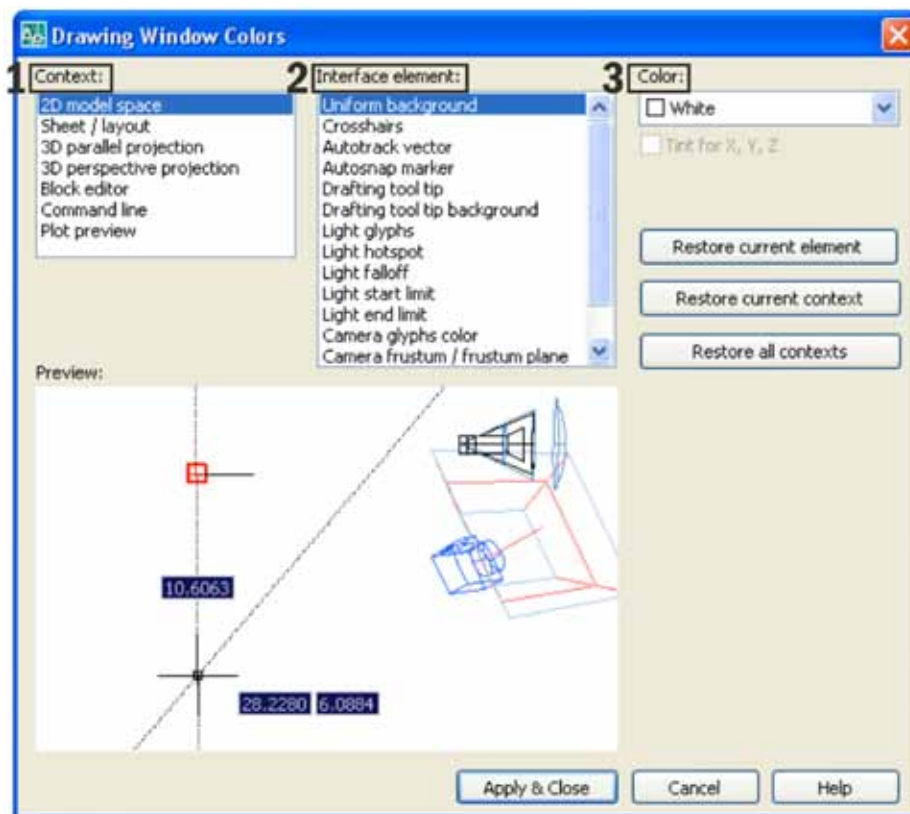 Drawing Window Colors
1 Context:
2D model space
Sheet / layout
3D parallel projection
3D perspective projection
Block editor
Command line
Plot preview
2 Interface element:
Uniform background
Crosshairs
Autotrack vector
Autosnap marker
Drafting tool tip
Drafting tool tip background
Light glyphs
Light hotspot
Light falloff
Light start limit
Light end limit
Camera glyphs color
Camera frustum / frustum plane
3 Color:
White
Tint for X, Y, Z
Restore current element
Restore current context
Restore all contexts
Preview:
10.6063
28.2280 6.0884
Apply & Close
Cancel
Help